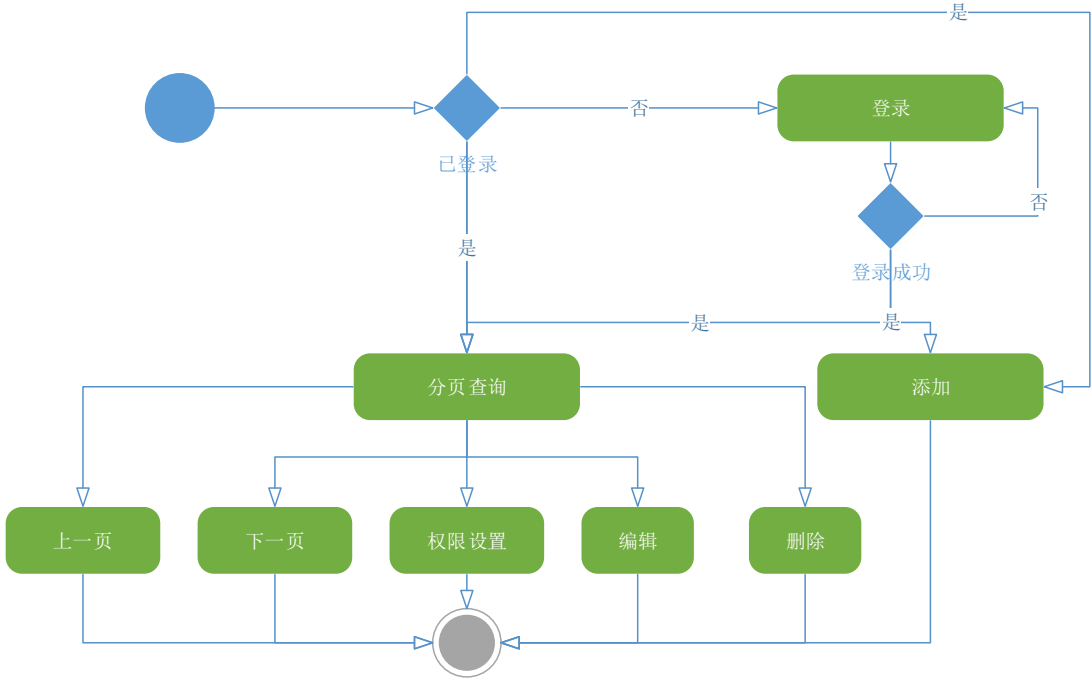 是
否
登录
已登录
否
是
登录成功
是
是
分页查询
添加
上一页
下一页
权限设置
编辑
删除